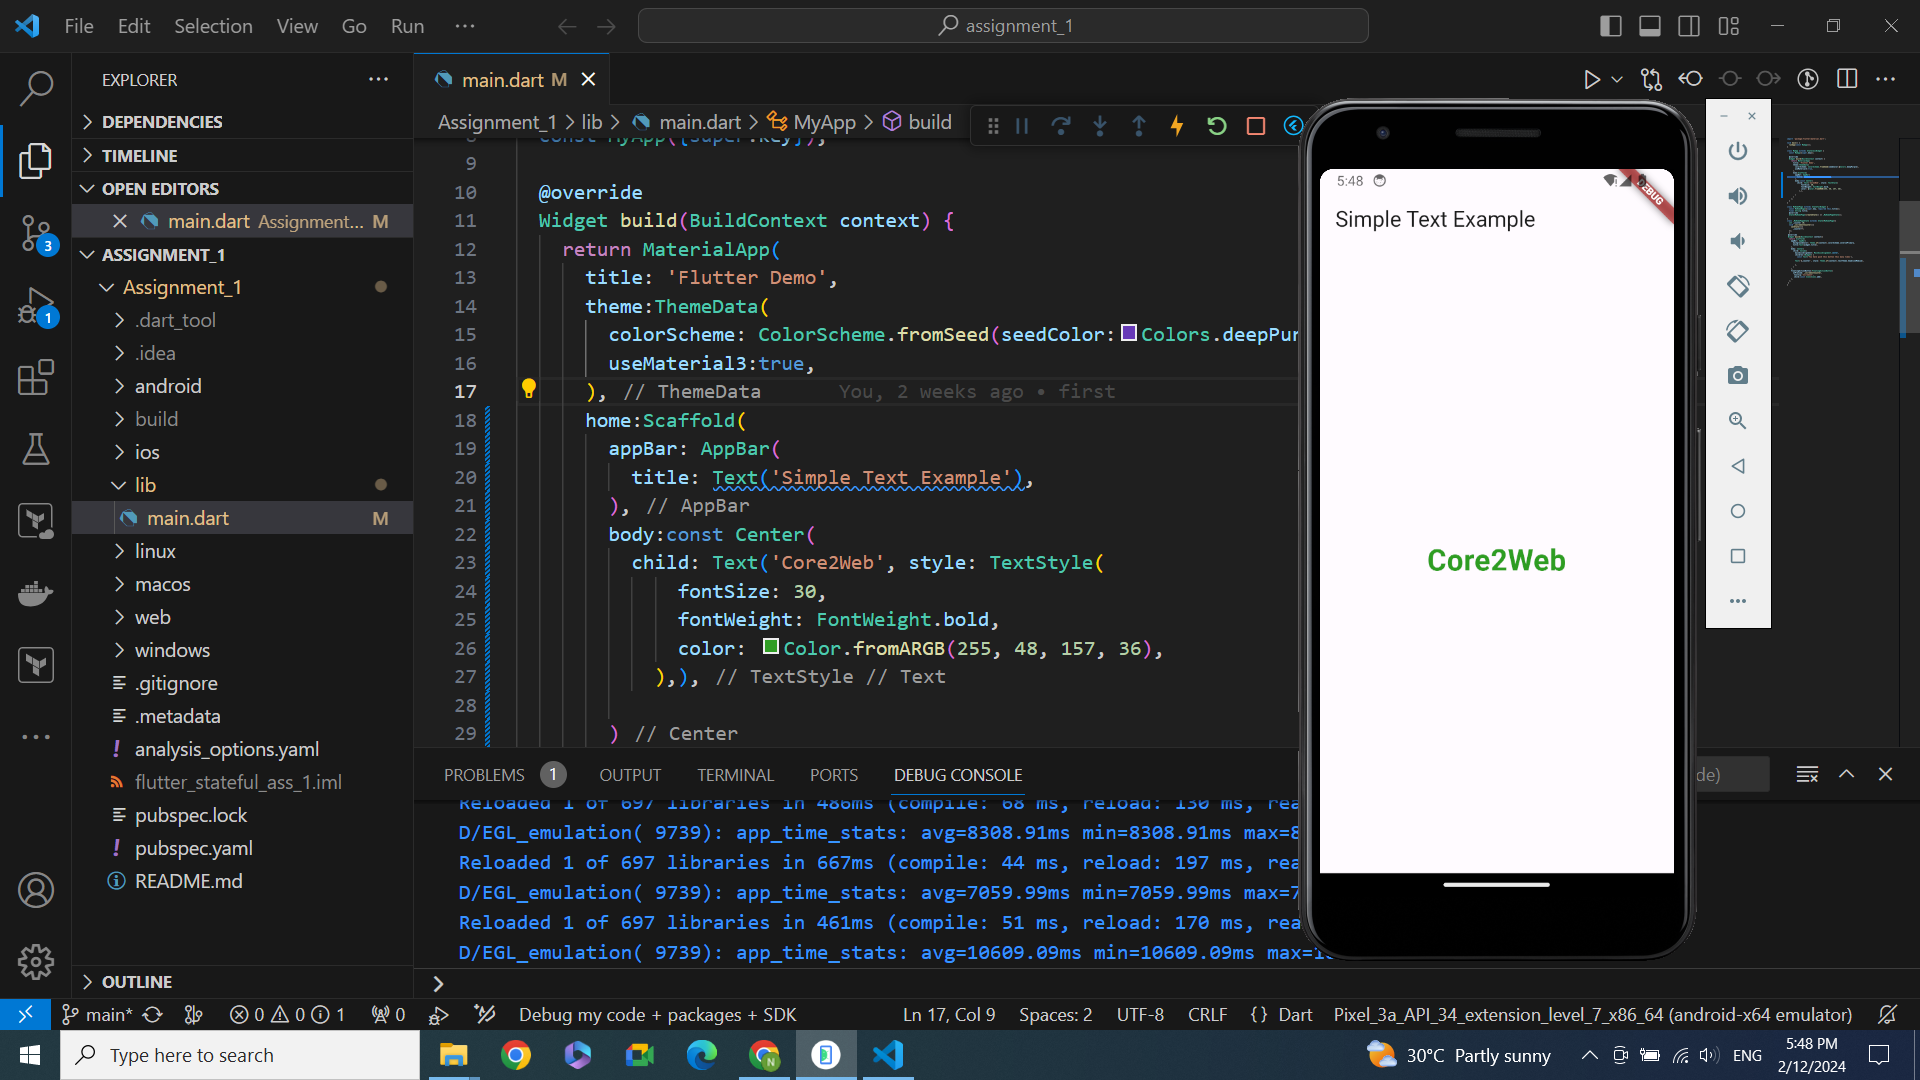 File Edit Selection View Go Run ···
assignment_1
EXPLORER
DEPENDENCIES
TIMELINE
OPEN EDITORS
main.dart Assignment... M
ASSIGNMENT_1
Assignment_1
.dart_tool
.idea
android
build
ios
lib
main.dart M
linux
macos
web
windows
.gitignore
.metadata
analysis_options.yaml
flutter_stateful_ass_1.iml
pubspec.lock
pubspec.yaml
README.md
OUTLINE
3
1
main.dart M
Assignment_1 > lib > main.dart > MyApp > build
8 const MyApp({super.key});
9
10 @override
11 Widget build(BuildContext context) {
12 return MaterialApp(
13 title: 'Flutter Demo',
14 theme:ThemeData(
15 colorScheme: ColorScheme.fromSeed(seedColor: Colors.deepPur
16 useMaterial3:true,
17 ), // ThemeData You, 2 weeks ago • first
18 home:Scaffold(
19 appBar: AppBar(
20 title: Text('Simple Text Example'),
21 ), // AppBar
22 body:const Center(
23 child: Text('Core2Web', style: TextStyle(
24 fontSize: 30,
25 fontWeight: FontWeight.bold,
26 color: Color.fromARGB(255, 48, 157, 36),
27 ),), // TextStyle // Text
28
29 ) // Center
PROBLEMS 1 OUTPUT TERMINAL PORTS DEBUG CONSOLE
de)
Reloaded 1 of 697 libraries in 486ms (compile: 68 ms, reload: 130 ms, rea
D/EGL_emulation( 9739): app_time_stats: avg=8308.91ms min=8308.91ms max=8
Reloaded 1 of 697 libraries in 667ms (compile: 44 ms, reload: 197 ms, rea
D/EGL_emulation( 9739): app_time_stats: avg=7059.99ms min=7059.99ms max=7
Reloaded 1 of 697 libraries in 461ms (compile: 51 ms, reload: 170 ms, rea
D/EGL_emulation( 9739): app_time_stats: avg=10609.09ms min=10609.09ms max=
5:48
DEBUG
Simple Text Example
Core2Web
main* 0 0 1 0 Debug my code + packages + SDK Ln 17, Col 9 Spaces: 2 UTF-8 CRLF {} Dart Pixel_3a_API_34_extension_level_7_x86_64 (android-x64 emulator)
Type here to search
N
30°C Partly sunny
ENG
5:48 PM
2/12/2024